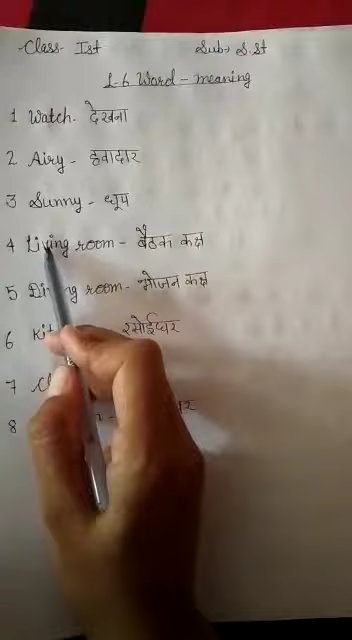 -Class- Ist Sub:- S.St
L-6 Word - meaning
1 Watch- देखना
2 Airy - हवादार
3 Sunny - धूप
4 Living room - बैठक कक्ष
5 Dining room - भोजन कक्ष
6 रसोईघर
7
8